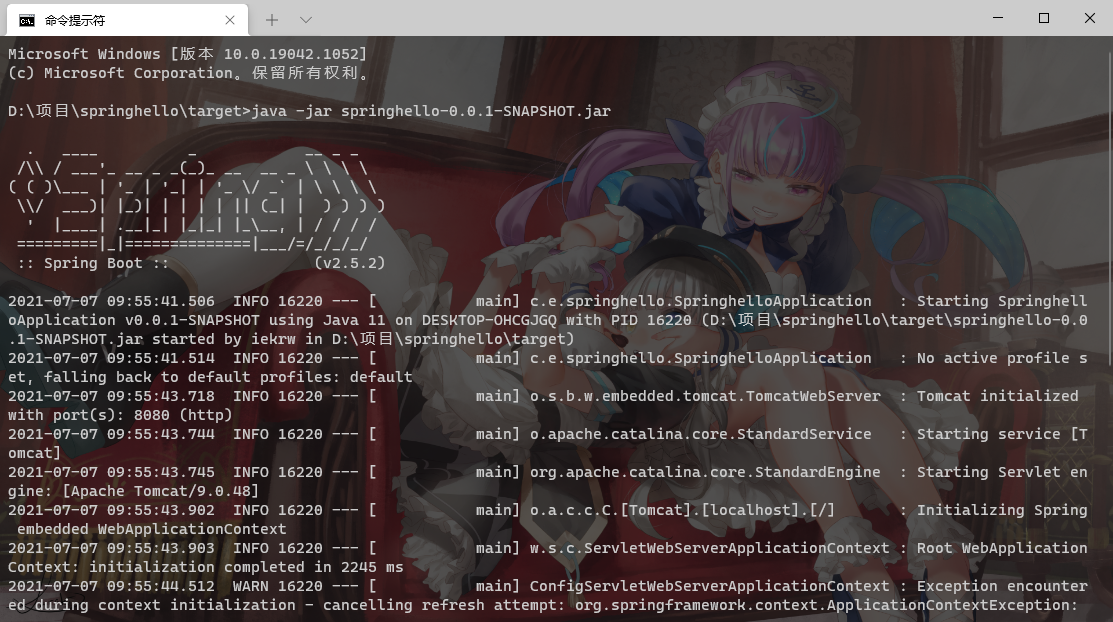 命令提示符
Microsoft Windows [版本 10.0.19042.1052]
(c) Microsoft Corporation。保留所有权利。
D:\项目\springhello\target>java -jar springhello-0.0.1-SNAPSHOT.jar
  .   ____          _            __ _ _
 /\\ / ___'_ __ _ _(_)_ __  __ _ \ \ \ \
( ( )\___ | '_ | '_| | '_ \/ _` | \ \ \ \
 \\/  ___)| |_)| | | | | || (_| |  ) ) ) )
  '  |____| .__|_| |_|_| |_\__, | / / / /
 =========|_|==============|___/=/_/_/_/
 :: Spring Boot ::                (v2.5.2)
2021-07-07 09:55:41.506  INFO 16220 --- [           main] c.e.springhello.SpringhelloApplication   : Starting Springhell
oApplication v0.0.1-SNAPSHOT using Java 11 on DESKTOP-OHCGJGQ with PID 16220 (D:\项目\springhello\target\springhello-0.0
.1-SNAPSHOT.jar started by iekrw in D:\项目\springhello\target)
2021-07-07 09:55:41.514  INFO 16220 --- [           main] c.e.springhello.SpringhelloApplication   : No active profile s
et, falling back to default profiles: default
2021-07-07 09:55:43.718  INFO 16220 --- [           main] o.s.b.w.embedded.tomcat.TomcatWebServer  : Tomcat initialized
with port(s): 8080 (http)
2021-07-07 09:55:43.744  INFO 16220 --- [           main] o.apache.catalina.core.StandardService   : Starting service [T
omcat]
2021-07-07 09:55:43.745  INFO 16220 --- [           main] org.apache.catalina.core.StandardEngine  : Starting Servlet en
gine: [Apache Tomcat/9.0.48]
2021-07-07 09:55:43.902  INFO 16220 --- [           main] o.a.c.c.C.[Tomcat].[localhost].[/]       : Initializing Spring
 embedded WebApplicationContext
2021-07-07 09:55:43.903  INFO 16220 --- [           main] w.s.c.ServletWebServerApplicationContext : Root WebApplication
Context: initialization completed in 2245 ms
2021-07-07 09:55:44.512  WARN 16220 --- [           main] ConfigServletWebServerApplicationContext : Exception encounter
ed during context initialization - cancelling refresh attempt: org.springframework.context.ApplicationContextException: